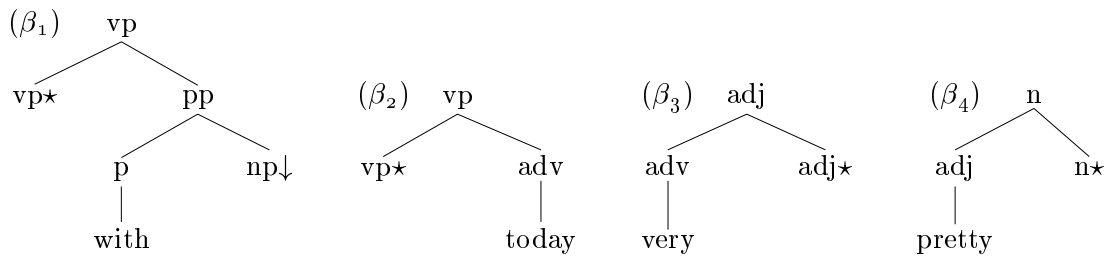 (β₁) vp
vp⋆ pp (β₂) vp (β₃) adj (β₄) n
p np↓ vp⋆ adv adv adj⋆ adj n⋆
with today very pretty